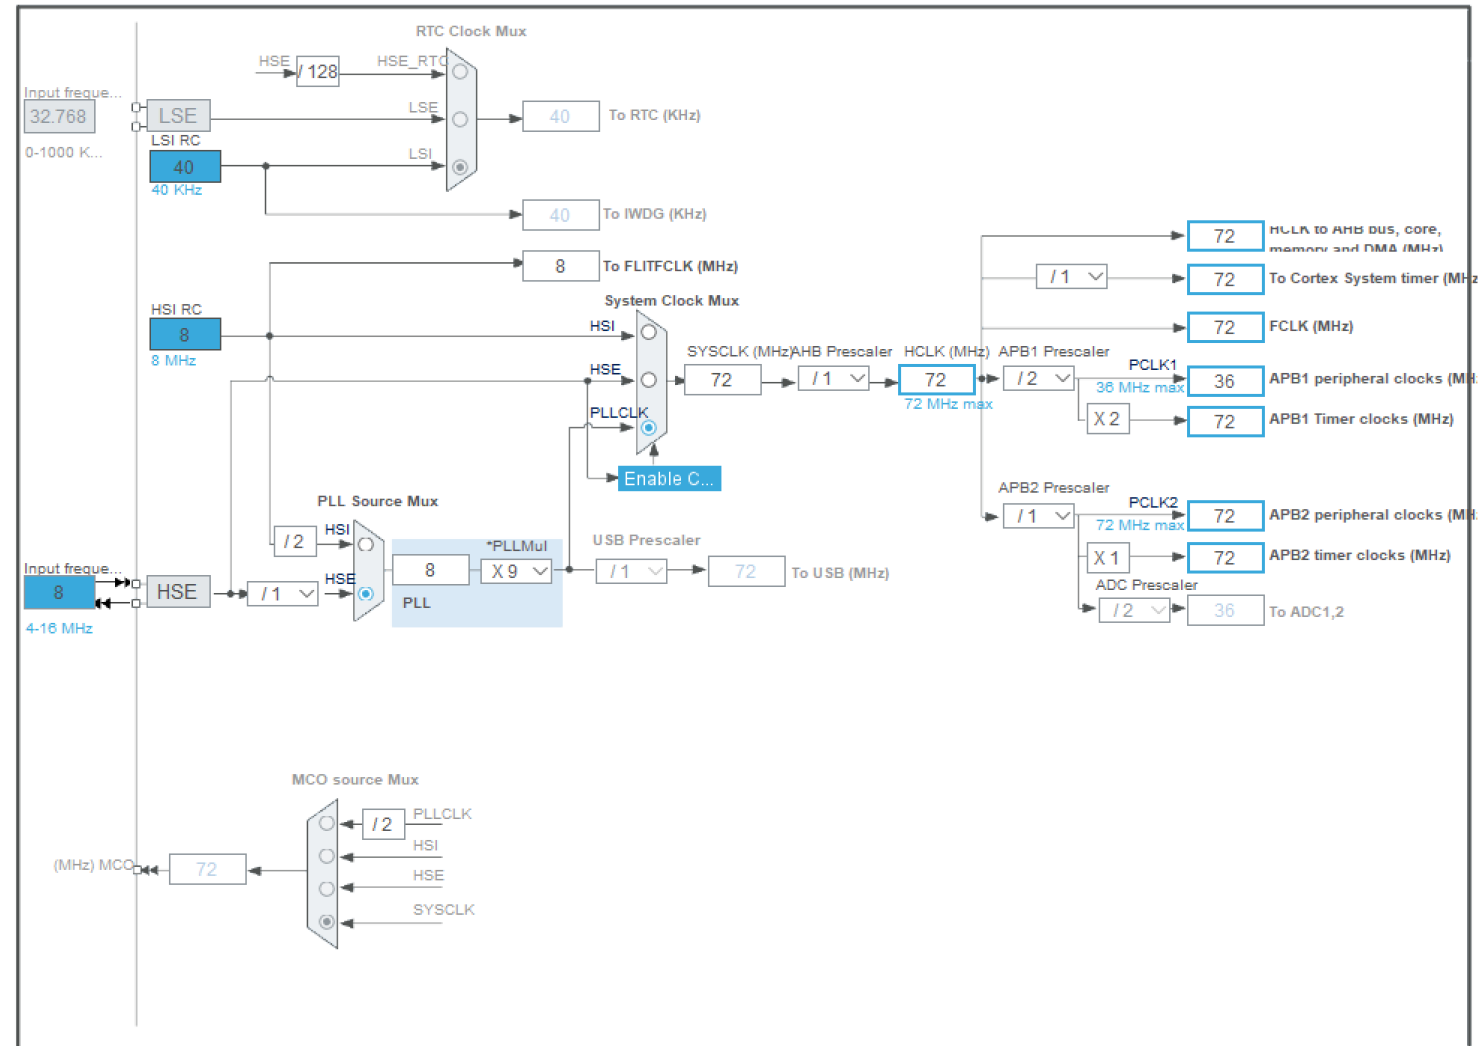 RTC Clock Mux
HSE
/ 128
HSE_RTC
Input freque...
32.768
0-1000 K...
LSE
LSE
40
To RTC (KHz)
LSI RC
40
40 KHz
LSI
40
To IWDG (KHz)
8
To FLITFCLK (MHz)
HSI RC
8
8 MHz
System Clock Mux
HSI
HSE
PLLCLK
SYSCLK (MHz)
72
AHB Prescaler
/ 1
HCLK (MHz)
72
72 MHz max
72
HCLK to AHB bus, core,
memory and DMA (MHz)
/ 1
72
To Cortex System timer (MHz
72
FCLK (MHz)
APB1 Prescaler
/ 2
PCLK1
36 MHz max
36
APB1 peripheral clocks (MH
X 2
72
APB1 Timer clocks (MHz)
Enable C...
APB2 Prescaler
/ 1
PCLK2
72 MHz max
72
APB2 peripheral clocks (MH
X 1
72
APB2 timer clocks (MHz)
ADC Prescaler
/ 2
36
To ADC1,2
PLL Source Mux
HSI
/ 2
HSE
*PLLMul
8
X 9
PLL
USB Prescaler
/ 1
72
To USB (MHz)
Input freque...
8
4-16 MHz
HSE
/ 1
MCO source Mux
/ 2
PLLCLK
HSI
HSE
SYSCLK
(MHz) MCO
72